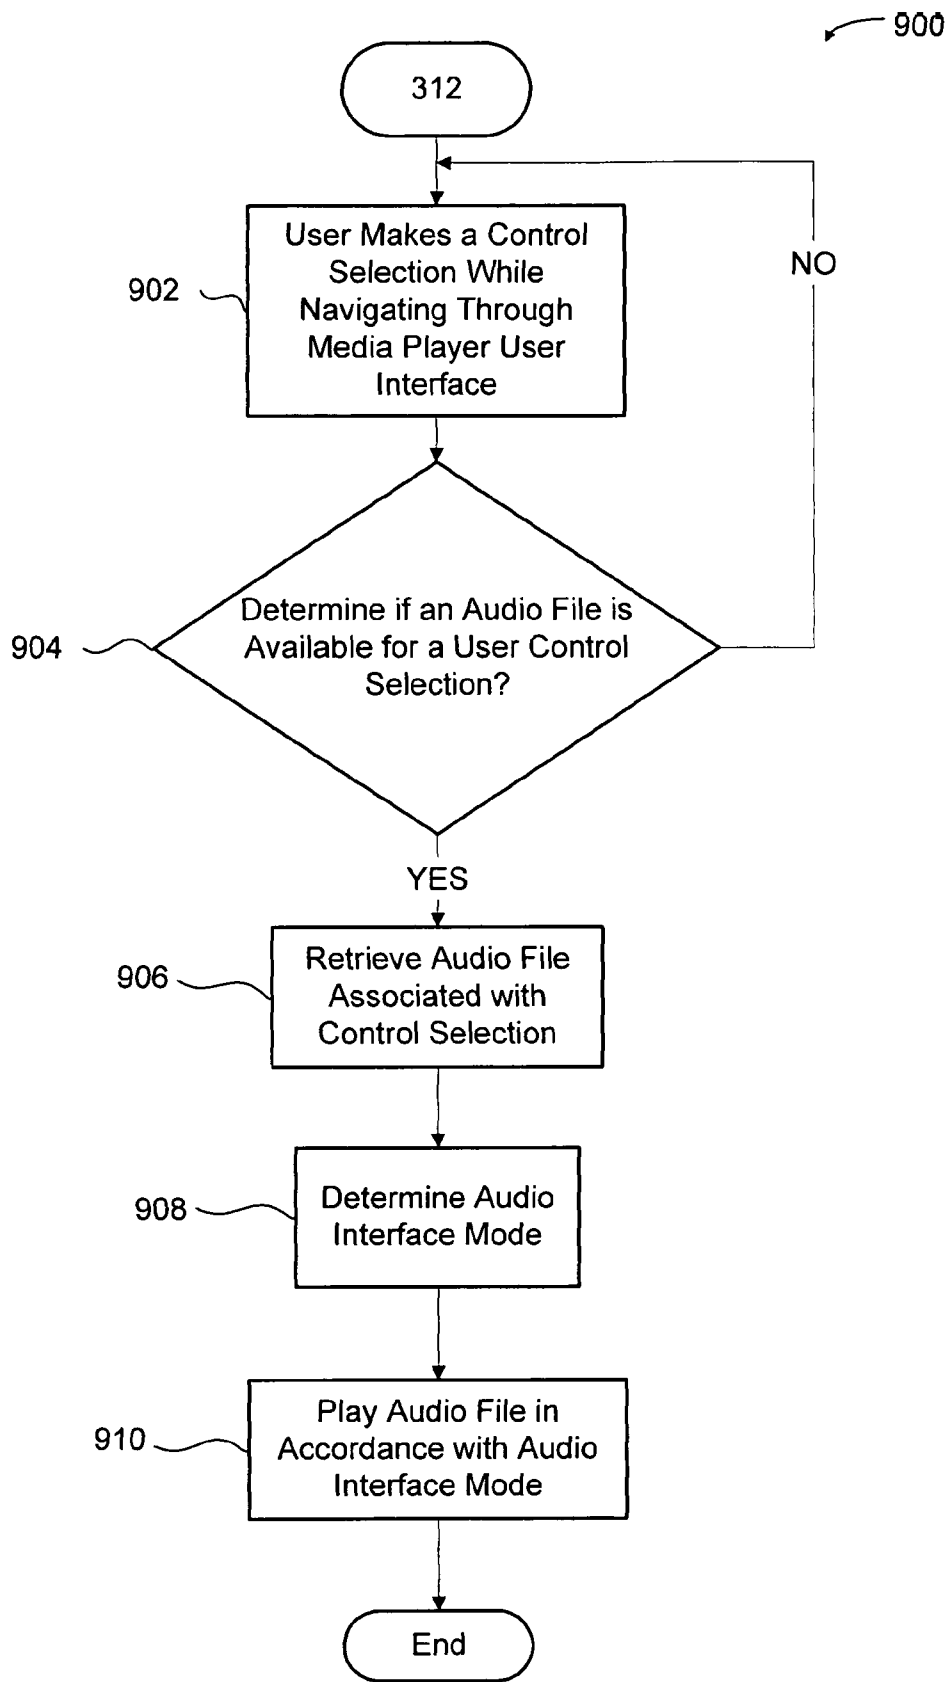 900
312
User Makes a Control
Selection While
Navigating Through
Media Player User
Interface
902
NO
Determine if an Audio File is
Available for a User Control
Selection?
904
YES
Retrieve Audio File
Associated with
Control Selection
906
Determine Audio
Interface Mode
908
Play Audio File in
Accordance with Audio
Interface Mode
910
End